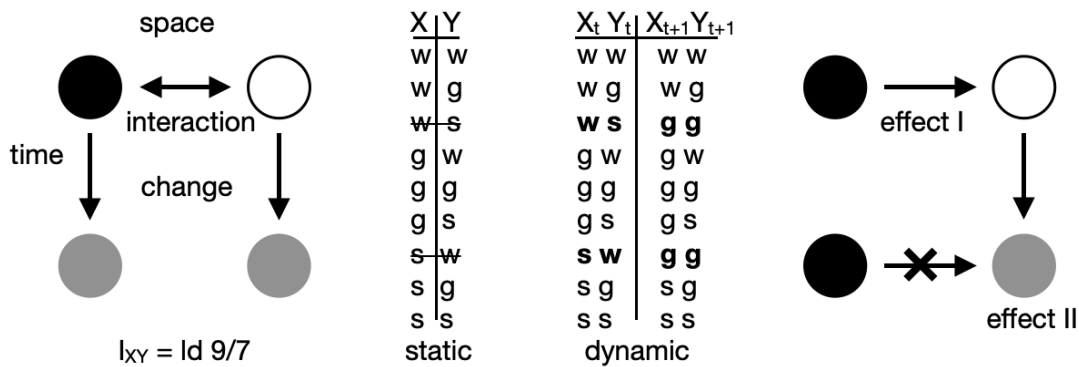 space
interaction
time
change
I_XY = ld 9/7
X Y
w w
w g
w s
g w
g g
g s
s w
s g
s s
static
X_t Y_t X_t+1 Y_t+1
w w w w
w g w g
w s g g
g w g w
g g g g
g s g s
s w g g
s g s g
s s s s
dynamic
effect I
effect II